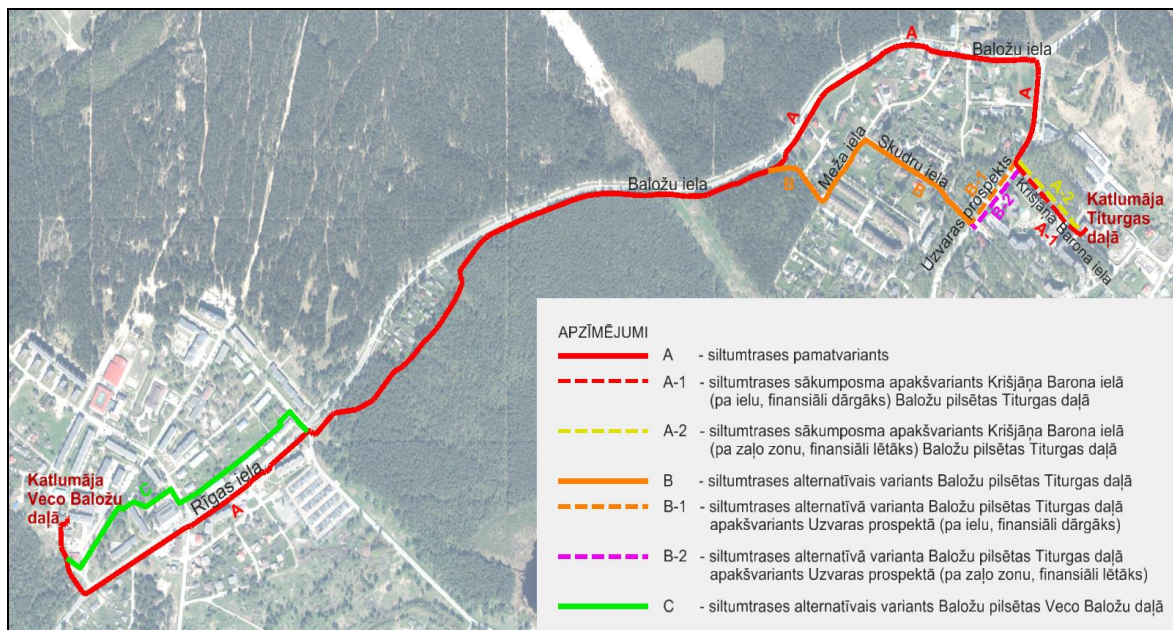 A
Baložu iela
A
A
Meža iela
Skudru iela
Baložu iela
B
B
Uzvaras prospekts
B-1
B-2
A-2
Krišjāņa Barona iela
A-1
Katlumāja
Titurgas
daļā
Katlumāja
Veco Baložu
daļā
C
Rīgas iela
A
APZĪMĒJUMI
A - siltumtrases pamatvariants
A-1 - siltumtrases sākumposma apakšvariants Krišjāņa Barona ielā
(pa ielu, finansiāli dārgāks) Baložu pilsētas Titurgas daļā
A-2 - siltumtrases sākumposma apakšvariants Krišjāņa Barona ielā
(pa zaļo zonu, finansiāli lētāks) Baložu pilsētas Titurgas daļā
B - siltumtrases alternatīvais variants Baložu pilsētas Titurgas daļā
B-1 - siltumtrases alternatīvā varianta Baložu pilsētas Titurgas daļā
apakšvariants Uzvaras prospektā (pa ielu, finansiāli dārgāks)
B-2 - siltumtrases alternatīvā varianta Baložu pilsētas Titurgas daļā
apakšvariants Uzvaras prospektā (pa zaļo zonu, finansiāli lētāks)
C - siltumtrases alternatīvais variants Baložu pilsētas Veco Baložu daļā